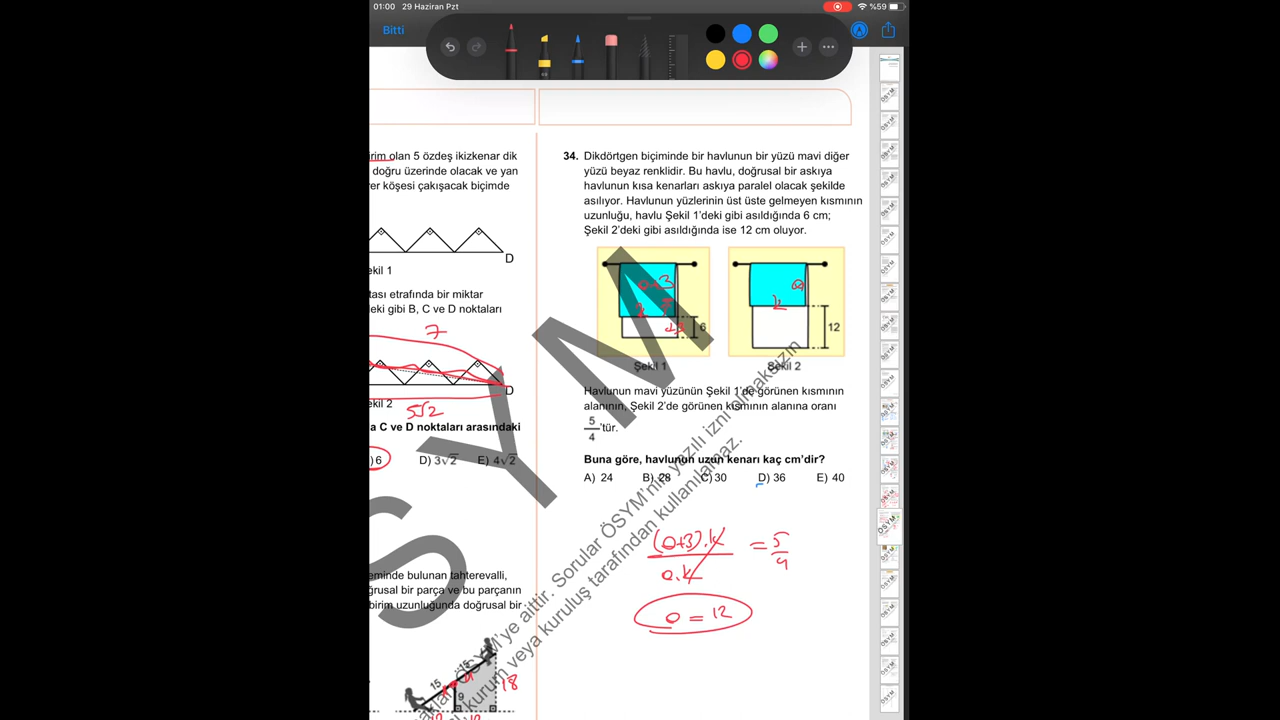 01:00 29 Haziran Pzt
%59
Bitti
irim olan 5 özdeş ikizkenar dik
doğru üzerinde olacak ve yan
er köşesi çakışacak biçimde
D
ekil 1
tası etrafında bir miktar
deki gibi B, C ve D noktaları
7
D
ekil 2
5√2
a C ve D noktaları arasındaki
) 6 D) 3√2 E) 4√2
eminde bulunan tahterevalli,
ğrusal bir parça ve bu parçanın
birim uzunluğunda doğrusal bir
15
15
9
18
12
34. Dikdörtgen biçiminde bir havlunun bir yüzü mavi diğer
yüzü beyaz renklidir. Bu havlu, doğrusal bir askıya
havlunun kısa kenarları askıya paralel olacak şekilde
asılıyor. Havlunun yüzlerinin üst üste gelmeyen kısmının
uzunluğu, havlu Şekil 1'deki gibi asıldığında 6 cm;
Şekil 2'deki gibi asıldığında ise 12 cm oluyor.
a+3
k
6
Şekil 1
a
k
12
Şekil 2
Havlunun mavi yüzünün Şekil 1'de görünen kısmının
alanının, Şekil 2'de görünen kısmının alanına oranı
5/4 'tür.
Buna göre, havlunun uzun kenarı kaç cm'dir?
A) 24 B) 28 C) 30 D) 36 E) 40
(a+3).k / a.k = 5/4
a = 12
ÖSYM
ÖSYM'ye aittir. Sorular ÖSYM'nin yazılı izni olmaksızın
kurum veya kuruluş tarafından kullanılamaz.